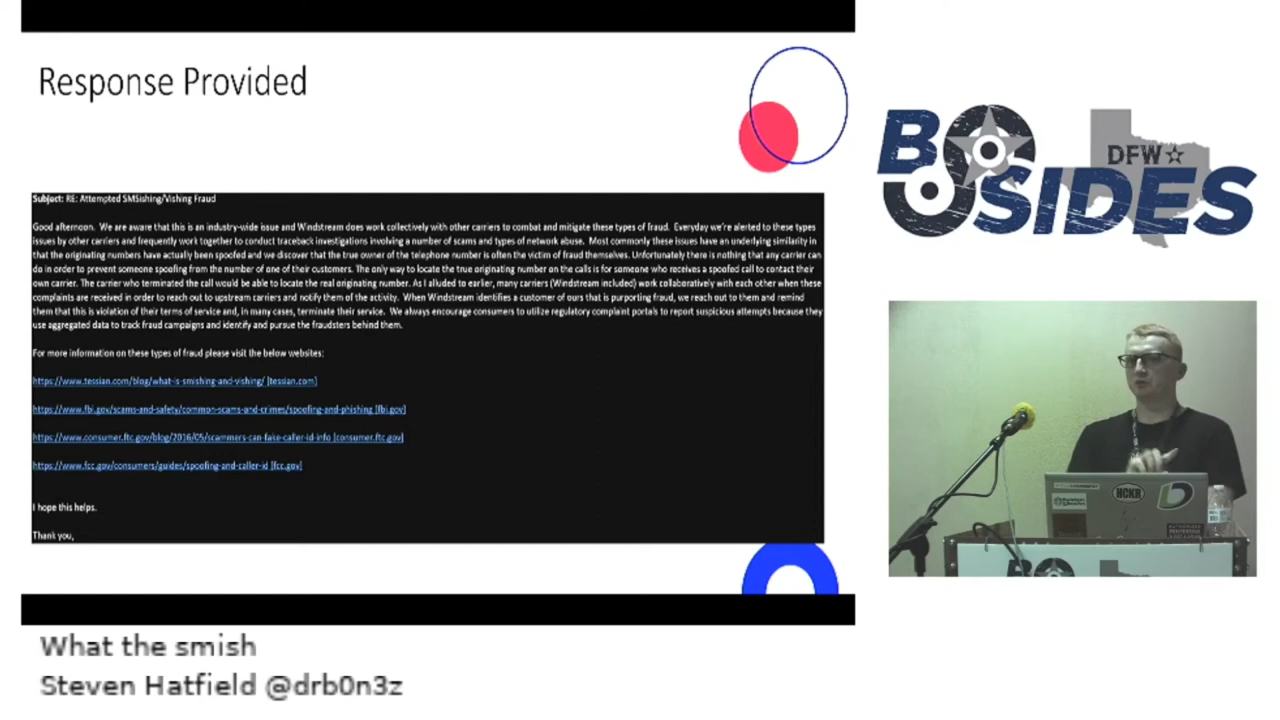 Response Provided
Subject: RE: Attempted SMSishing/Vishing Fraud
Good afternoon. We are aware that this is an industry-wide issue and Windstream does work collectively with other carriers to combat and mitigate these types of fraud. Everyday we're alerted to these types
issues by other carriers and frequently work together to conduct traceback investigations involving a number of scams and types of network abuse. Most commonly these issues have an underlying similarity in
that the originating numbers have actually been spoofed and we discover that the true owner of the telephone number is often the victim of fraud themselves. Unfortunately there is nothing that any carrier can
do in order to prevent someone spoofing from the number of one of their customers. The only way to locate the true originating number on the calls is for someone who receives a spoofed call to contact their
own carrier. The carrier who terminated the call would be able to locate the real originating number. As I alluded to earlier, many carriers (Windstream included) work collaboratively with each other when these
complaints are received in order to reach out to upstream carriers and notify them of the activity. When Windstream identifies a customer of ours that is purporting fraud, we reach out to them and remind
them that this is violation of their terms of service and, in many cases, terminate their service. We always encourage consumers to utilize regulatory complaint portals to report suspicious attempts because they
use aggregated data to track fraud campaigns and identify and pursue the fraudsters behind them.
For more information on these types of fraud please visit the below websites:
https://www.tessian.com/blog/what-is-smishing-and-vishing/ [tessian.com]
https://www.fbi.gov/scams-and-safety/common-scams-and-crimes/spoofing-and-phishing [fbi.gov]
https://www.consumer.ftc.gov/blog/2016/05/scammers-can-fake-caller-id-info [consumer.ftc.gov]
https://www.fcc.gov/consumers/guides/spoofing-and-caller-id [fcc.gov]
I hope this helps.
Thank you,
BSIDES
DFW
HCKR
What the smish
Steven Hatfield @drb0n3z